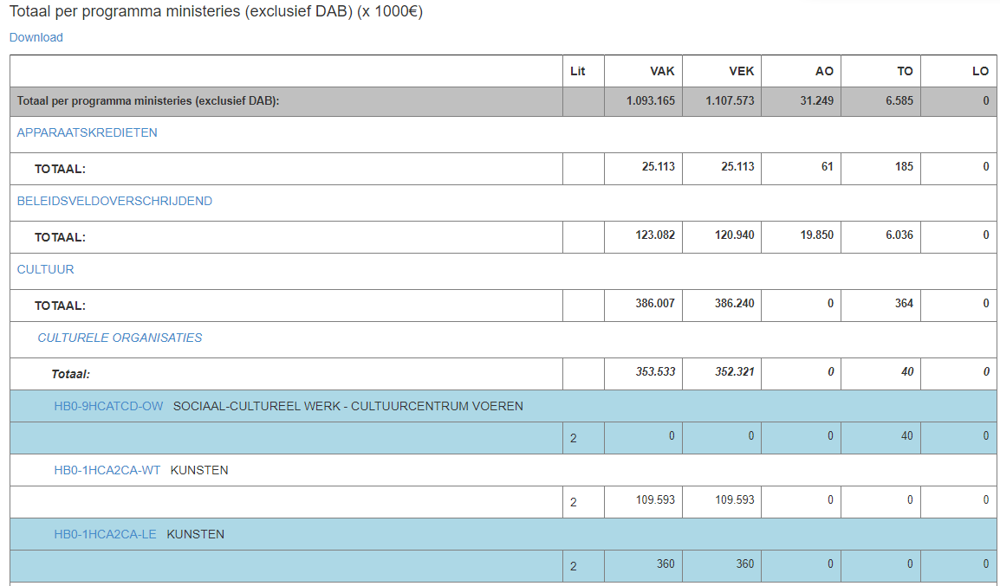 Totaal per programma ministeries (exclusief DAB) (x 1000€)
Download
Lit VAK VEK AO TO LO
Totaal per programma ministeries (exclusief DAB): 1.093.165 1.107.573 31.249 6.585 0
APPARAATSKREDIETEN
TOTAAL: 25.113 25.113 61 185 0
BELEIDSVELDOVERSCHRIJDEND
TOTAAL: 123.082 120.940 19.850 6.036 0
CULTUUR
TOTAAL: 386.007 386.240 0 364 0
CULTURELE ORGANISATIES
Totaal: 353.533 352.321 0 40 0
HB0-9HCATCD-OW SOCIAAL-CULTUREEL WERK - CULTUURCENTRUM VOEREN
2 0 0 0 40 0
HB0-1HCA2CA-WT KUNSTEN
2 109.593 109.593 0 0 0
HB0-1HCA2CA-LE KUNSTEN
2 360 360 0 0 0